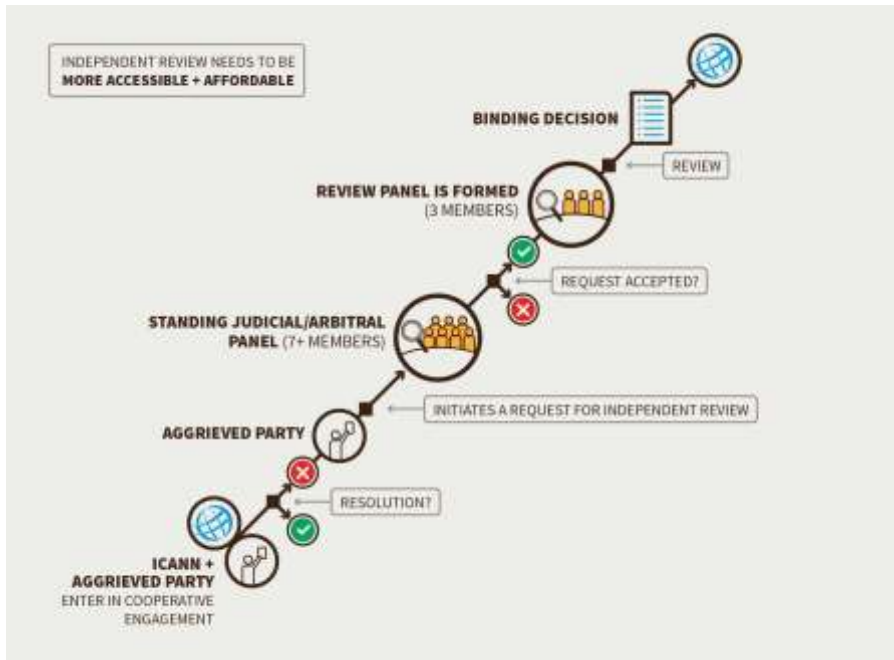 INDEPENDENT REVIEW NEEDS TO BE
MORE ACCESSIBLE + AFFORDABLE
BINDING DECISION
REVIEW
REVIEW PANEL IS FORMED
(3 MEMBERS)
REQUEST ACCEPTED?
STANDING JUDICIAL/ARBITRAL
PANEL (7+ MEMBERS)
INITIATES A REQUEST FOR INDEPENDENT REVIEW
AGGRIEVED PARTY
RESOLUTION?
ICANN +
AGGRIEVED PARTY
ENTER IN COOPERATIVE
ENGAGEMENT